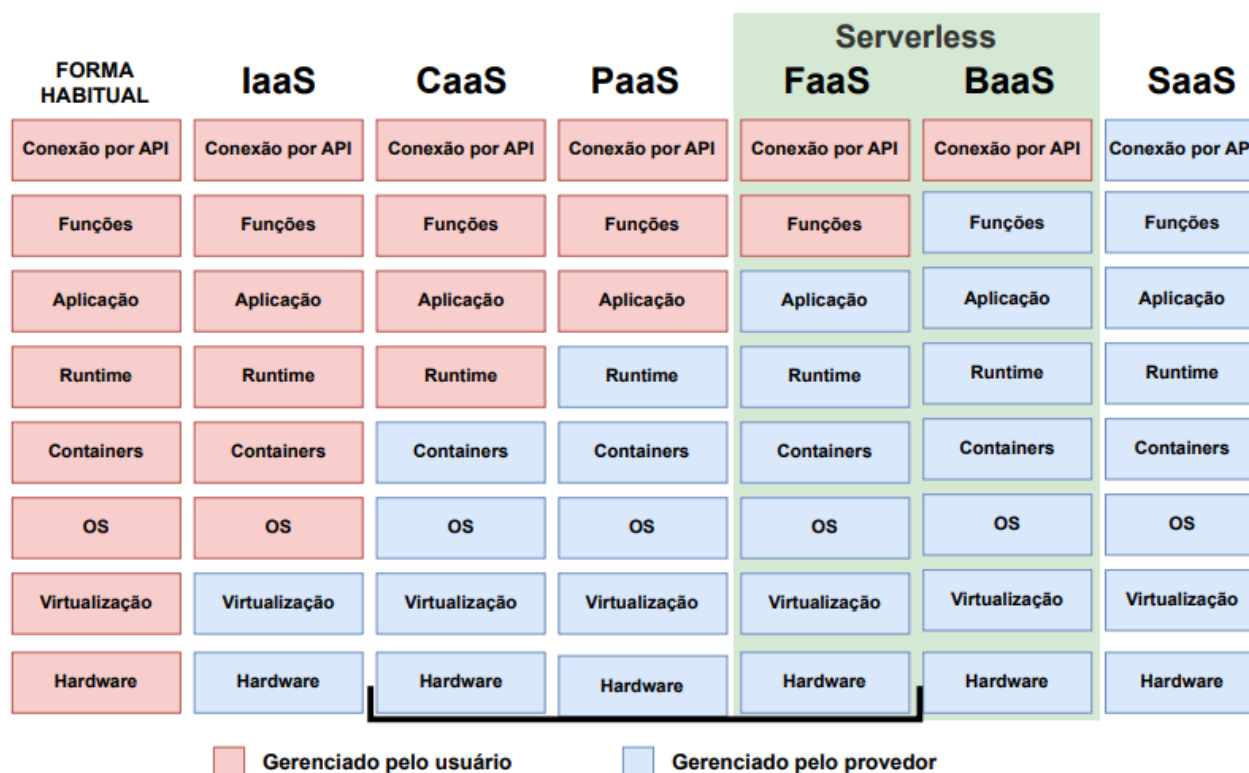 Serverless
FORMA
HABITUAL
IaaS
CaaS
PaaS
FaaS
BaaS
SaaS
Conexão por API
Conexão por API
Conexão por API
Conexão por API
Conexão por API
Conexão por API
Conexão por AP
Funções
Funções
Funções
Funções
Funções
Funções
Funções
Aplicação
Aplicação
Aplicação
Aplicação
Aplicação
Aplicação
Aplicação
Runtime
Runtime
Runtime
Runtime
Runtime
Runtime
Runtime
Containers
Containers
Containers
Containers
Containers
Containers
Containers
OS
OS
OS
OS
OS
OS
OS
Virtualização
Virtualização
Virtualização
Virtualização
Virtualização
Virtualização
Virtualização
Hardware
Hardware
Hardware
Hardware
Hardware
Hardware
Hardware
Gerenciado pelo usuário
Gerenciado pelo provedor